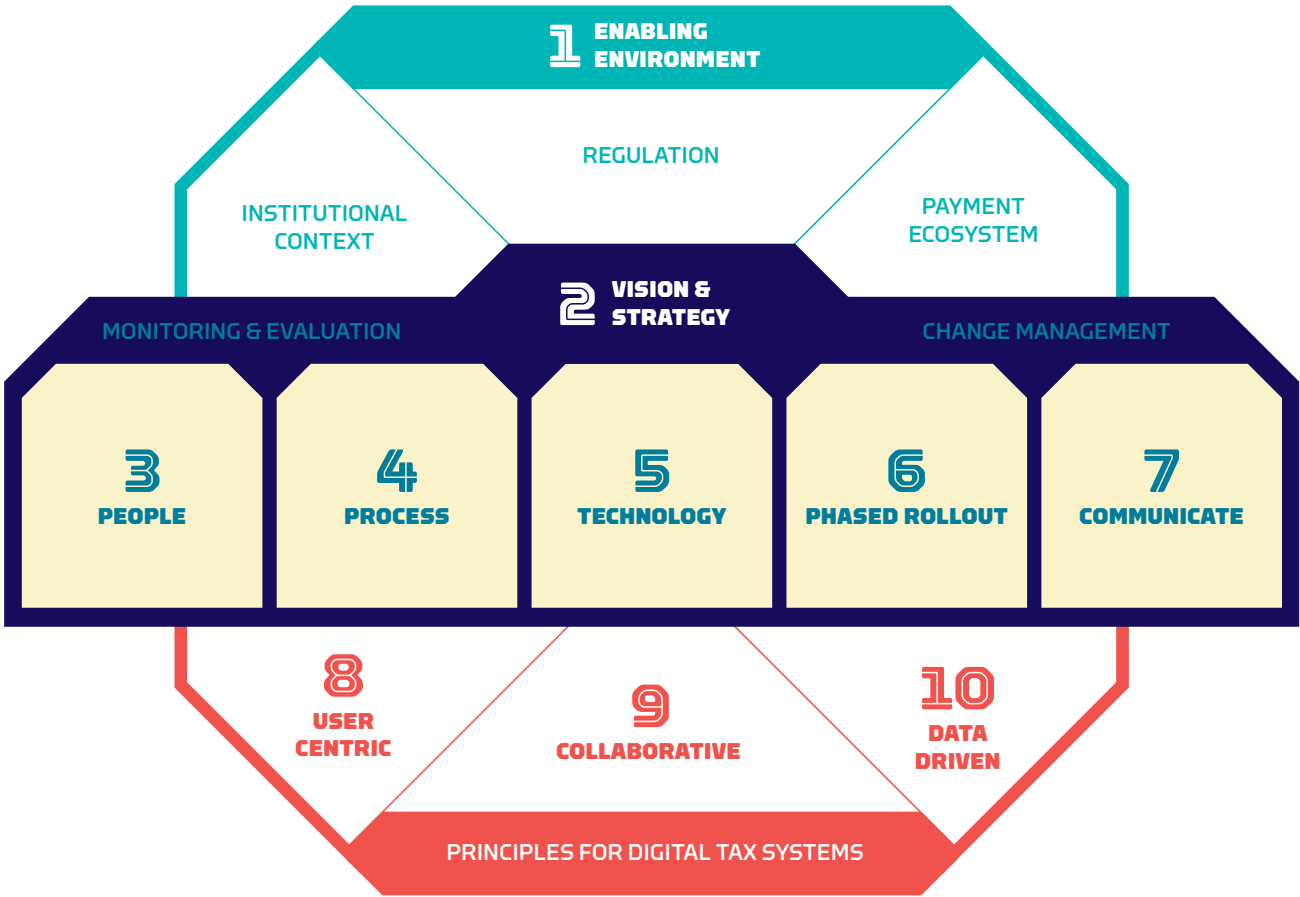 1 ENABLING
ENVIRONMENT
REGULATION
INSTITUTIONAL
CONTEXT
PAYMENT
ECOSYSTEM
2 VISION &
STRATEGY
MONITORING & EVALUATION
CHANGE MANAGEMENT
3
PEOPLE
4
PROCESS
5
TECHNOLOGY
6
PHASED ROLLOUT
7
COMMUNICATE
8
USER
CENTRIC
9
COLLABORATIVE
10
DATA
DRIVEN
PRINCIPLES FOR DIGITAL TAX SYSTEMS